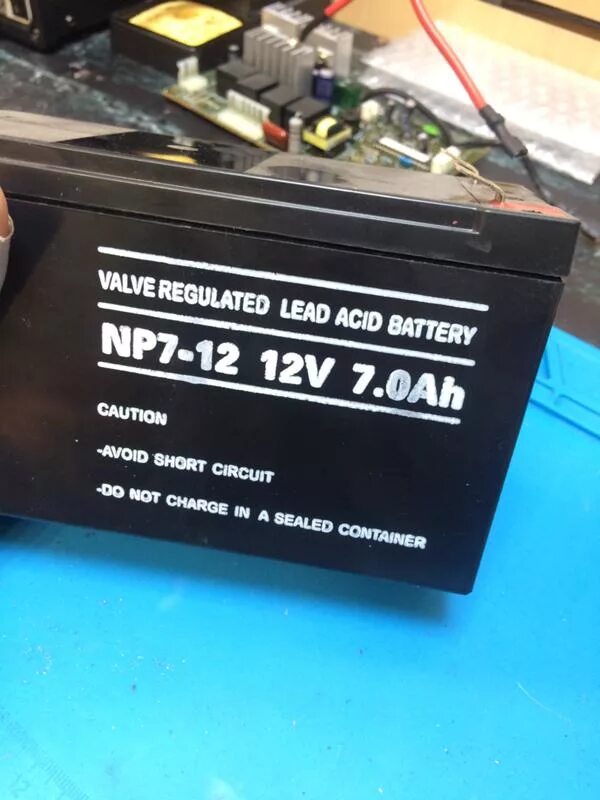 VALVE REGULATED LEAD ACID BATTERY
NP7-12 12V 7.0Ah
CAUTION
-AVOID SHORT CIRCUIT
-DO NOT CHARGE IN A SEALED CONTAINER